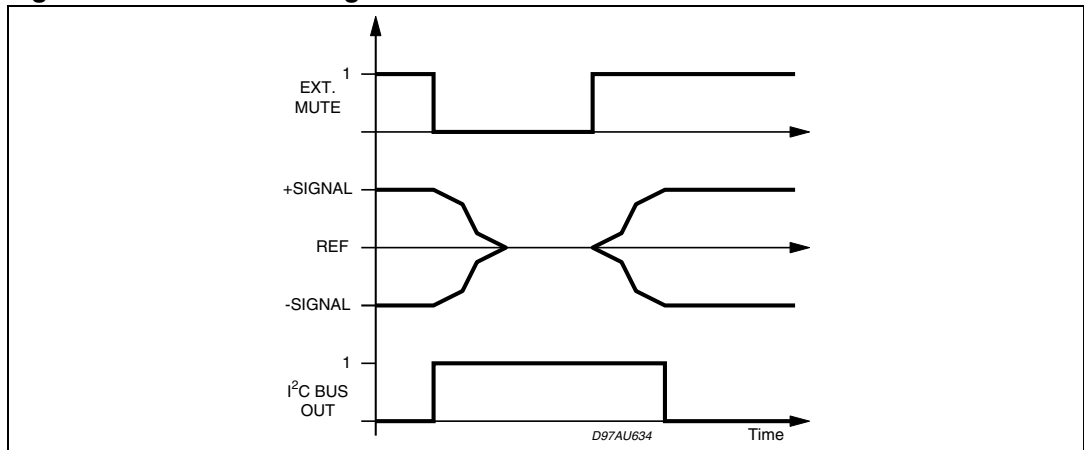 1
EXT.
MUTE
+SIGNAL
REF
-SIGNAL
1
I²C BUS
OUT
D97AU634
Time